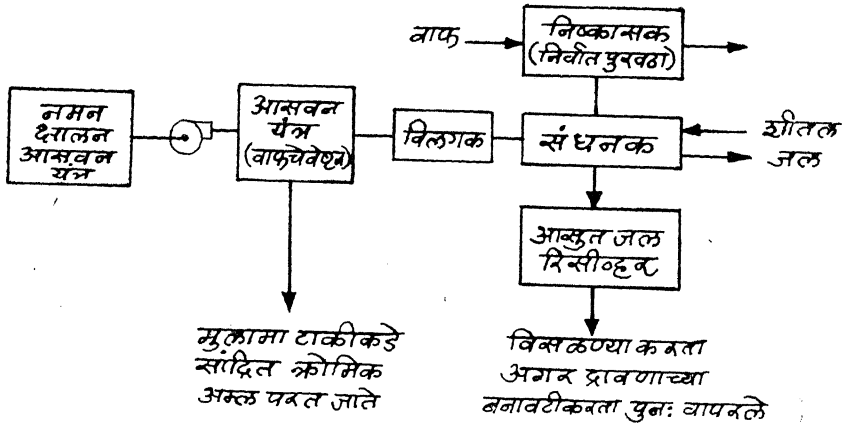 वाफ
निष्कासक
(निर्वात पुरवठा)
नमन
क्षालन
आसवन
यंत्र
आसवन
यंत्र
(वाफचेवेष्टन)
विलगक
संघनक
शीतल
जल
आसुत जल
रिसीव्हर
मुलामा टाकीकडे
सांद्रित क्रोमिक
अम्ल परत जाते
विसळण्या करता
अगर द्रावणाच्या
बनावटीकरता पुनः वापरले